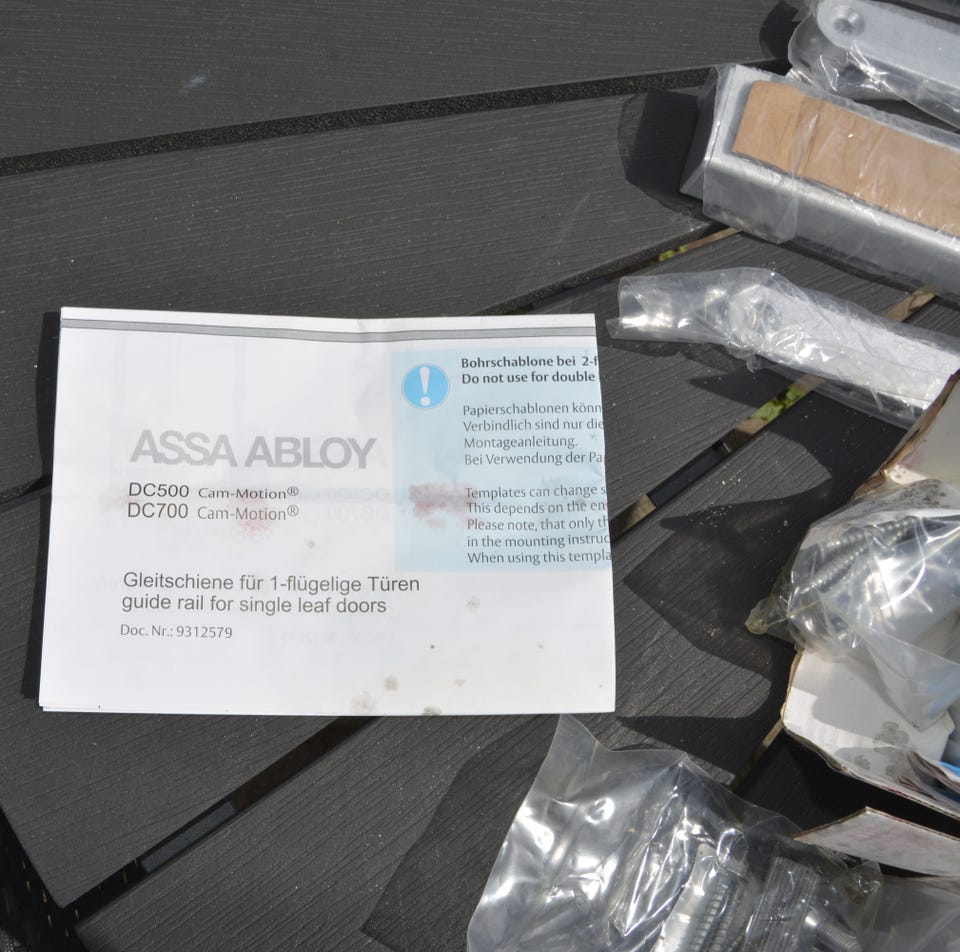 ASSA ABLOY
DC500 Cam-Motion®
DC700 Cam-Motion®
Gleitschiene für 1-flügelige Türen
guide rail for single leaf doors
Doc. Nr.: 9312579
Bohrschablone bei 2-f
Do not use for double
Papierschablonen könn
Verbindlich sind nur die
Montageanleitung.
Bei Verwendung der Pa
Templates can change s
This depends on the en
Please note, that only th
in the mounting instruc
When using this templa